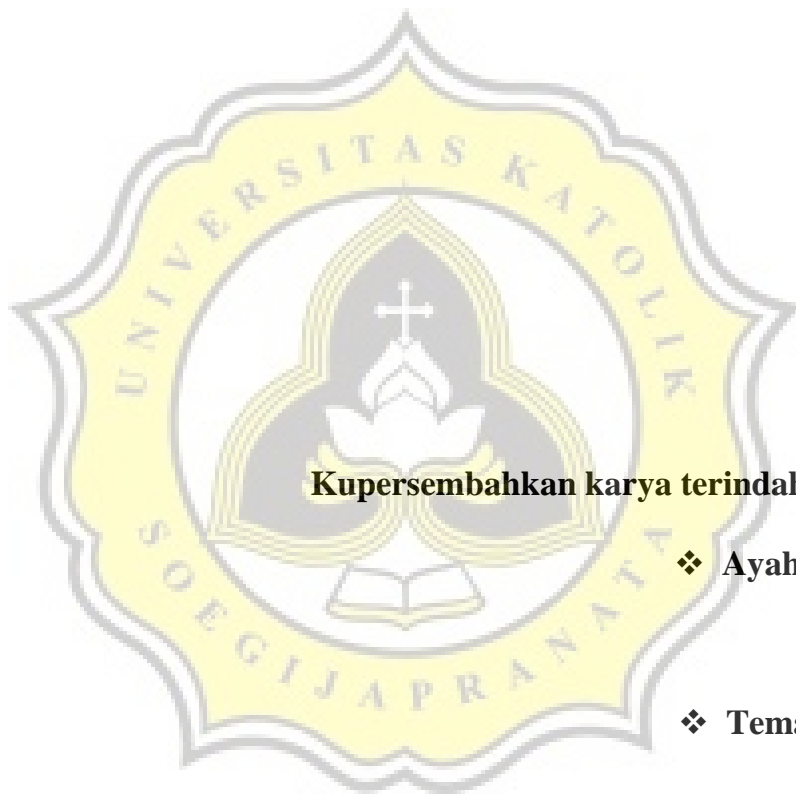 UNIVERSITAS KATOLIK
Kupersembahkan karya terindah
❖ Ayah
❖ Tema
SOEGIJAPRANATA